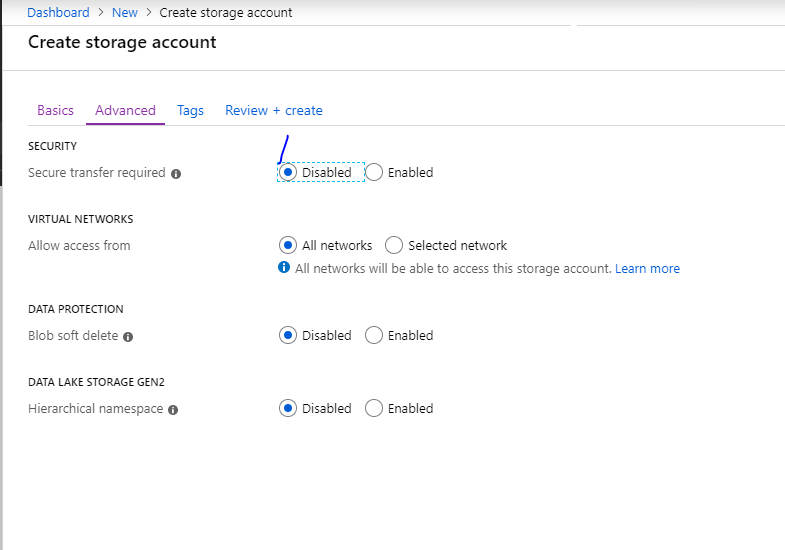 Dashboard > New > Create storage account
Create storage account
Basics Advanced Tags Review + create
SECURITY
Secure transfer required Disabled Enabled
VIRTUAL NETWORKS
Allow access from All networks Selected network
All networks will be able to access this storage account. Learn more
DATA PROTECTION
Blob soft delete Disabled Enabled
DATA LAKE STORAGE GEN2
Hierarchical namespace Disabled Enabled